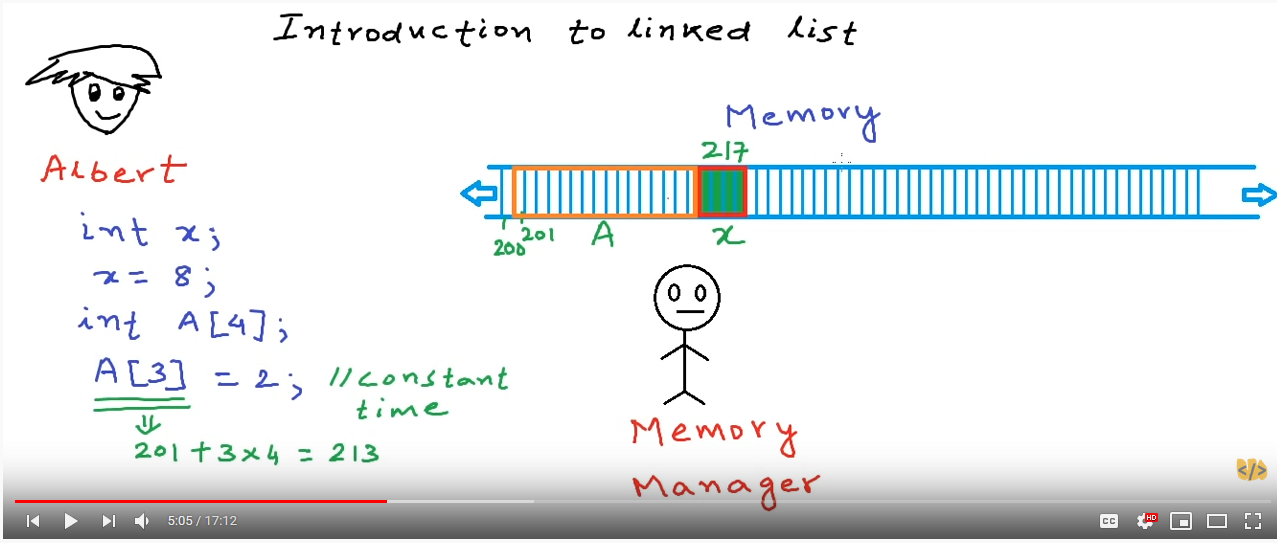 Introduction to linked list
Albert
Memory
217
200
201
A
x
int x;
x = 8;
int A[4];
A[3] = 2; //constant
time
201 + 3 x 4 = 213
Memory
Manager
</>
5:05 / 17:12
CC
HD